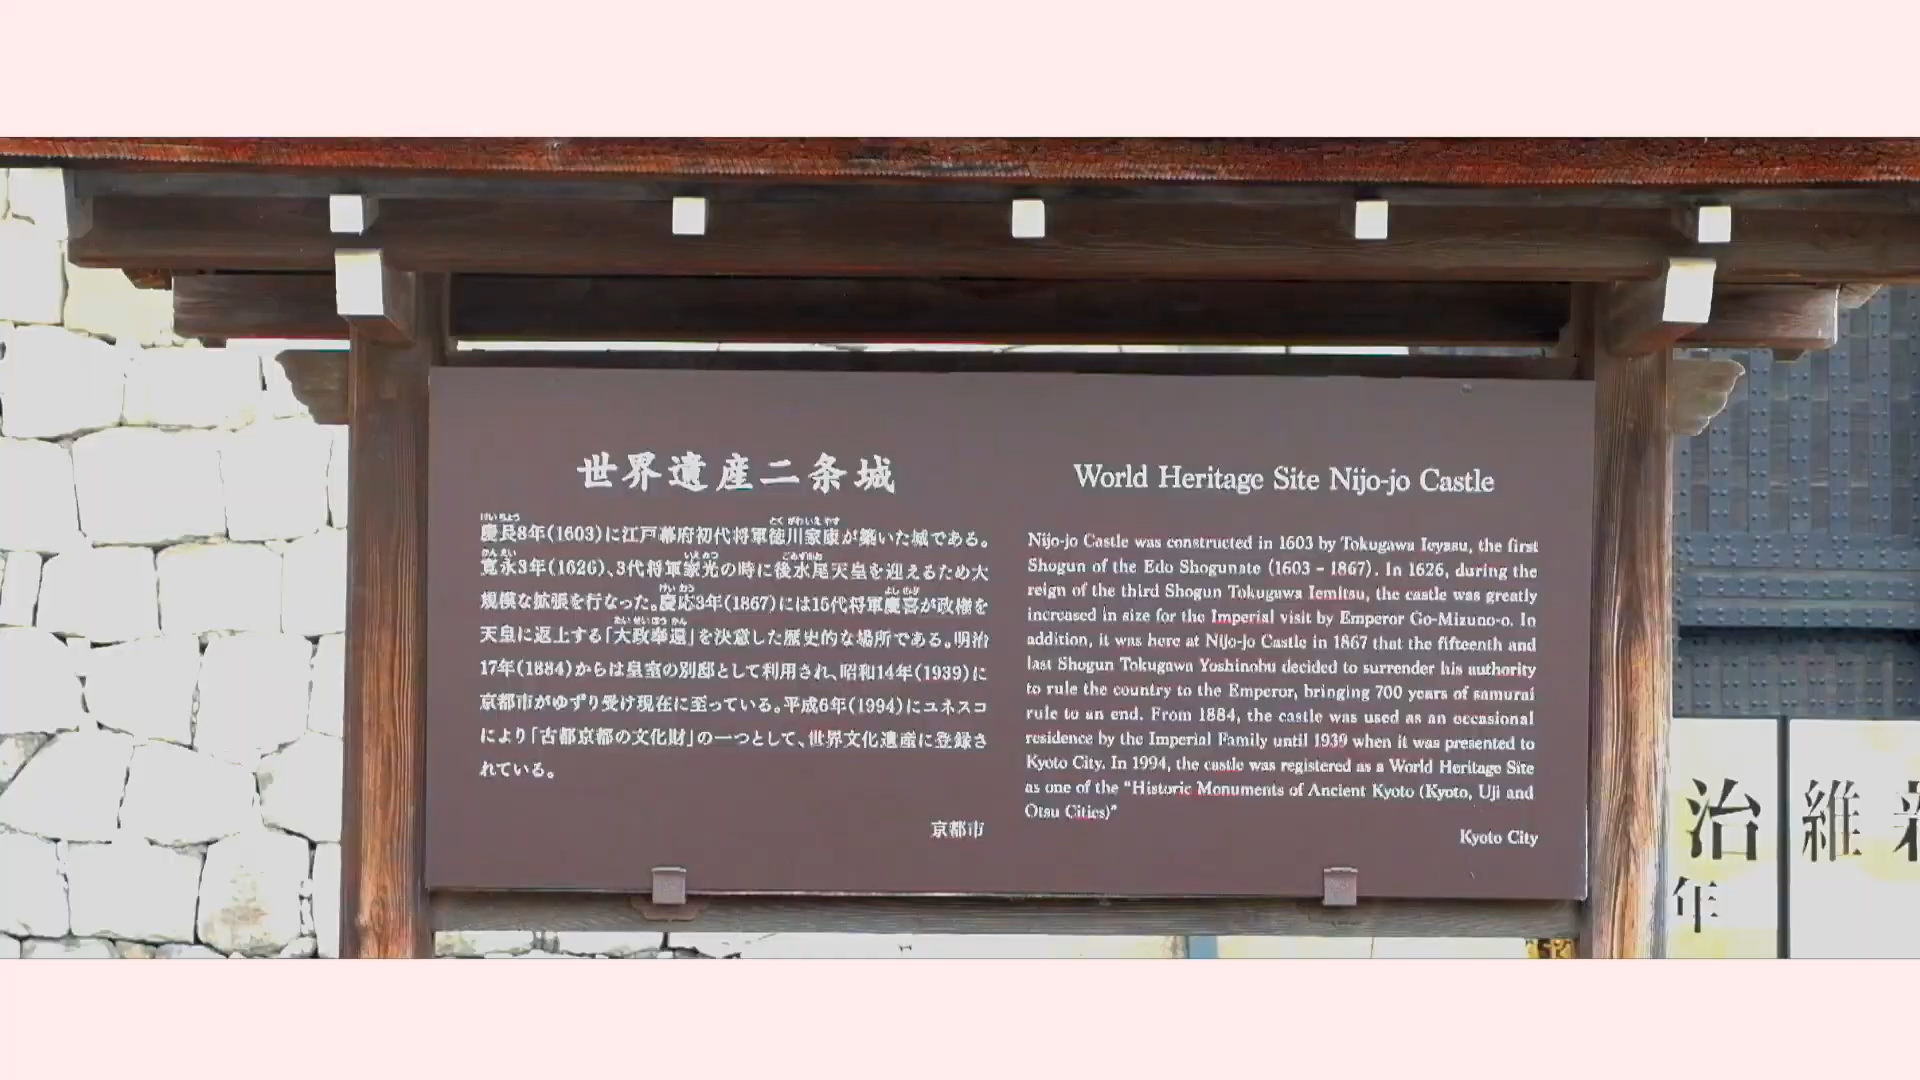 世界遺産二条城
慶長8年(1603)に江戸幕府初代将軍徳川家康が築いた城である。
寛永3年(1626)、3代将軍家光の時に後水尾天皇を迎えるため大
規模な拡張を行なった。慶応3年(1867)には15代将軍慶喜が政権を
天皇に返上する「大政奉還」を決意した歴史的な場所である。明治
17年(1884)からは皇室の別邸として利用され、昭和14年(1939)に
京都市がゆずり受け現在に至っている。平成6年(1994)にユネスコ
により「古都京都の文化財」の一つとして、世界文化遺産に登録さ
れている。
京都市
World Heritage Site Nijo-jo Castle
Nijo-jo Castle was constructed in 1603 by Tokugawa Ieyasu, the first
Shogun of the Edo Shogunate (1603 - 1867). In 1626, during the
reign of the third Shogun Tokugawa Iemitsu, the castle was greatly
increased in size for the Imperial visit by Emperor Go-Mizuno-o. In
addition, it was here at Nijo-jo Castle in 1867 that the fifteenth and
last Shogun Tokugawa Yoshinobu decided to surrender his authority
to rule the country to the Emperor, bringing 700 years of samurai
rule to an end. From 1884, the castle was used as an occasional
residence by the Imperial Family until 1939 when it was presented to
Kyoto City. In 1994, the castle was registered as a World Heritage Site
as one of the "Historic Monuments of Ancient Kyoto (Kyoto, Uji and
Otsu Cities)"
Kyoto City
治維
年